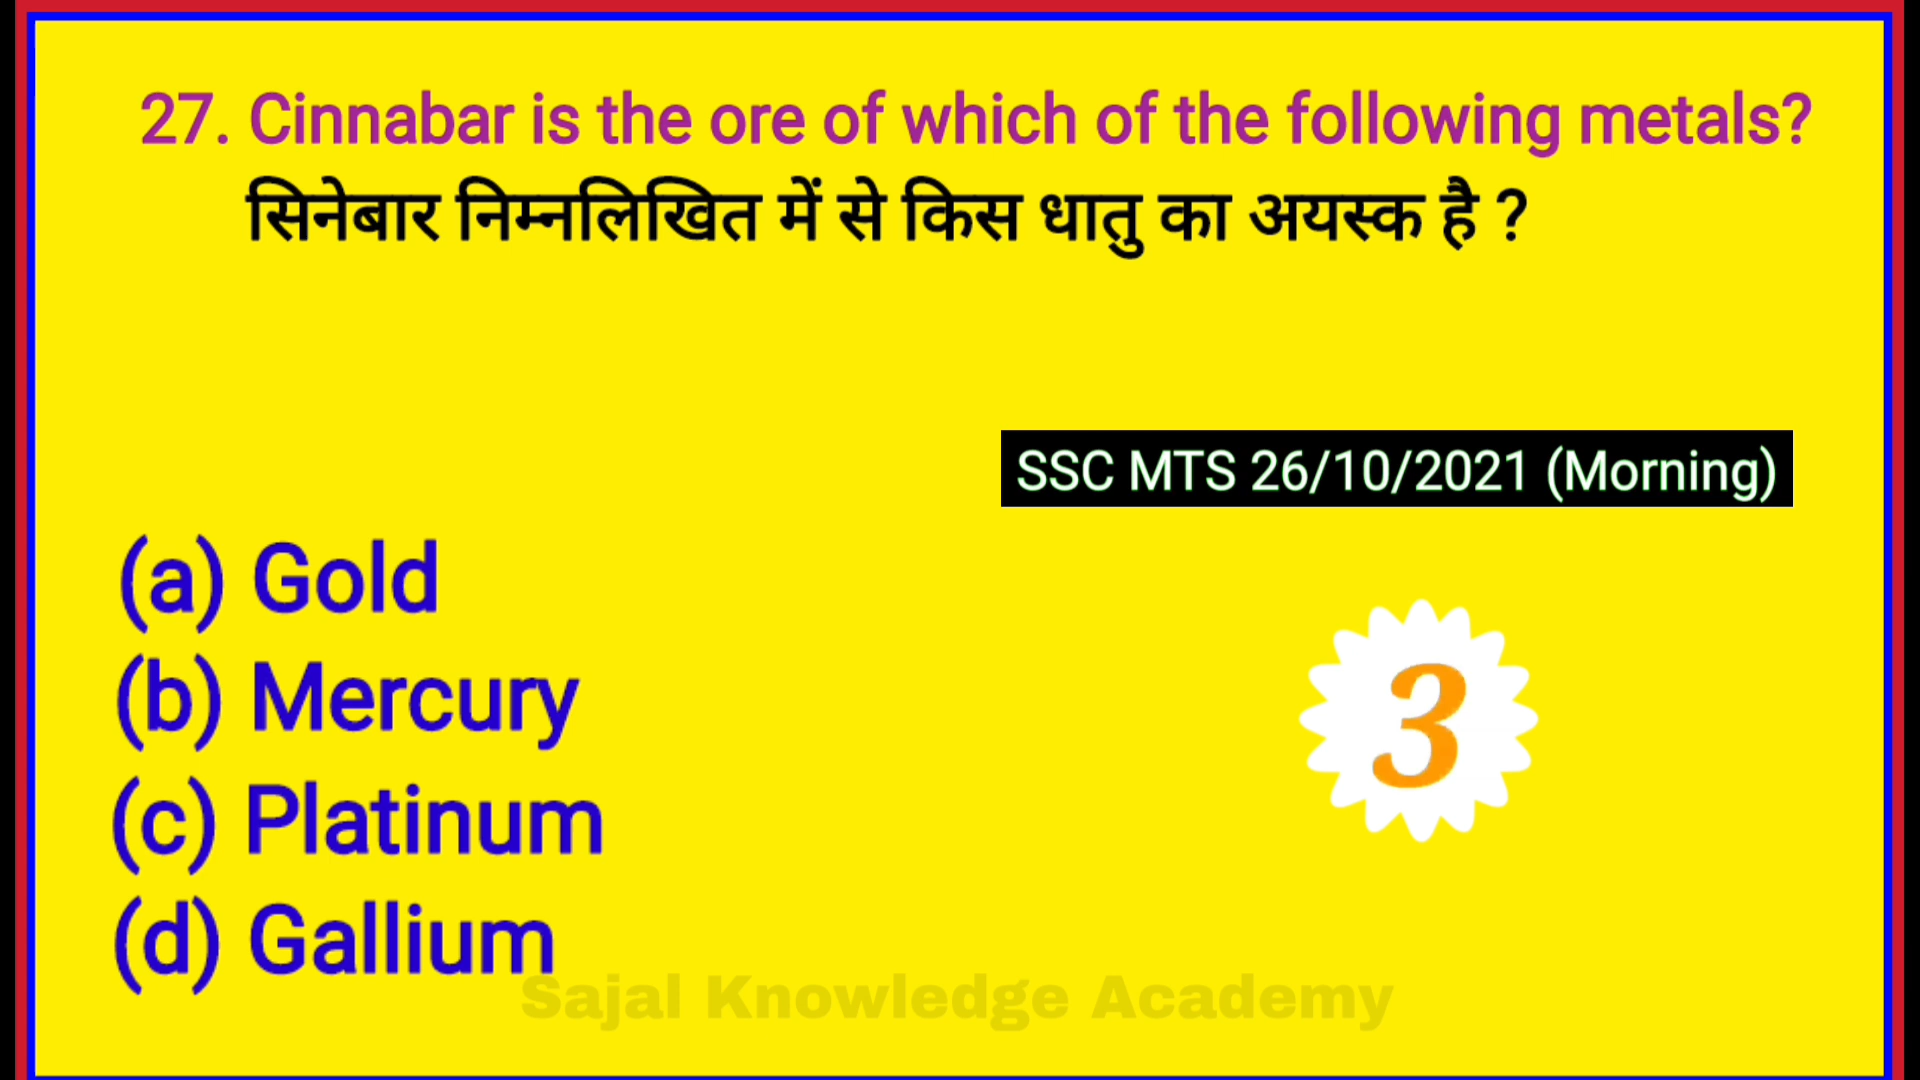 27. Cinnabar is the ore of which of the following metals?
सिनेबार निम्नलिखित में से किस धातु का अयस्क है ?
SSC MTS 26/10/2021 (Morning)
(a) Gold
(b) Mercury
(c) Platinum
(d) Gallium
3
Sajal Knowledge Academy